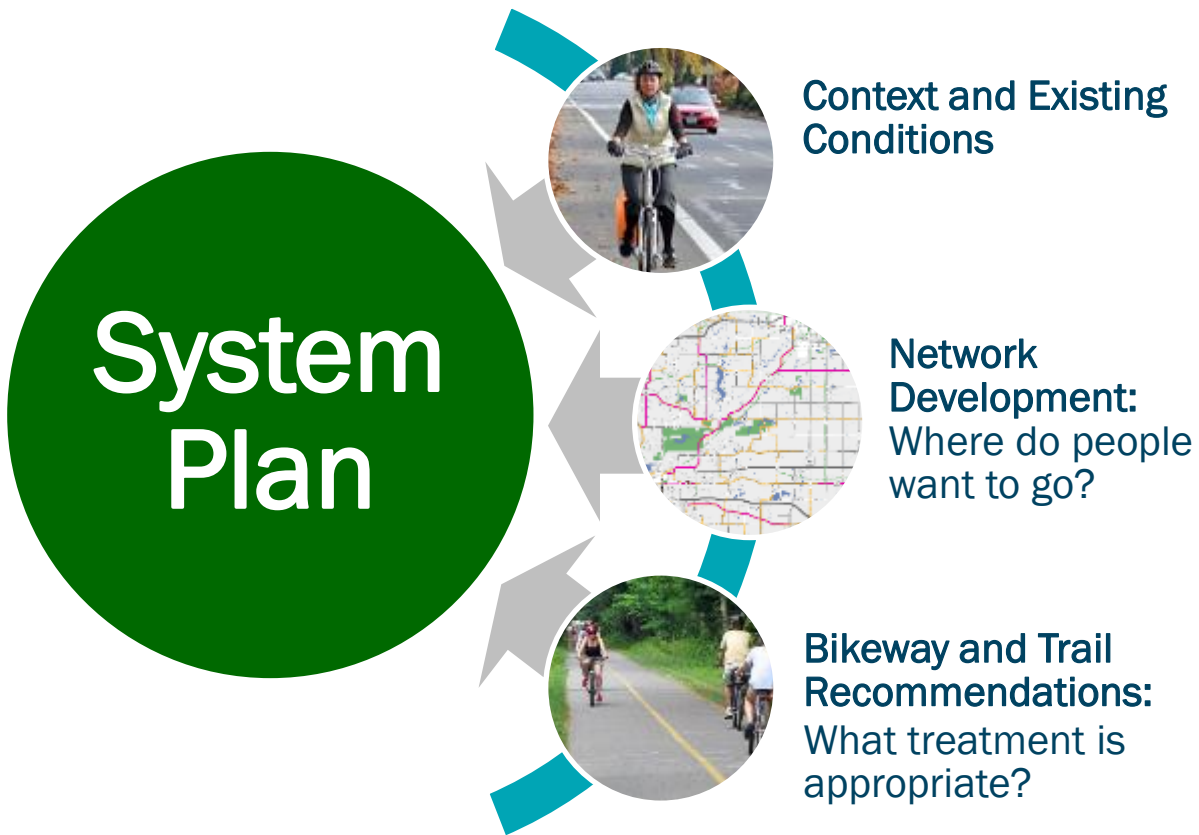 System
Plan
Context and Existing
Conditions
Network
Development:
Where do people
want to go?
Bikeway and Trail
Recommendations:
What treatment is
appropriate?